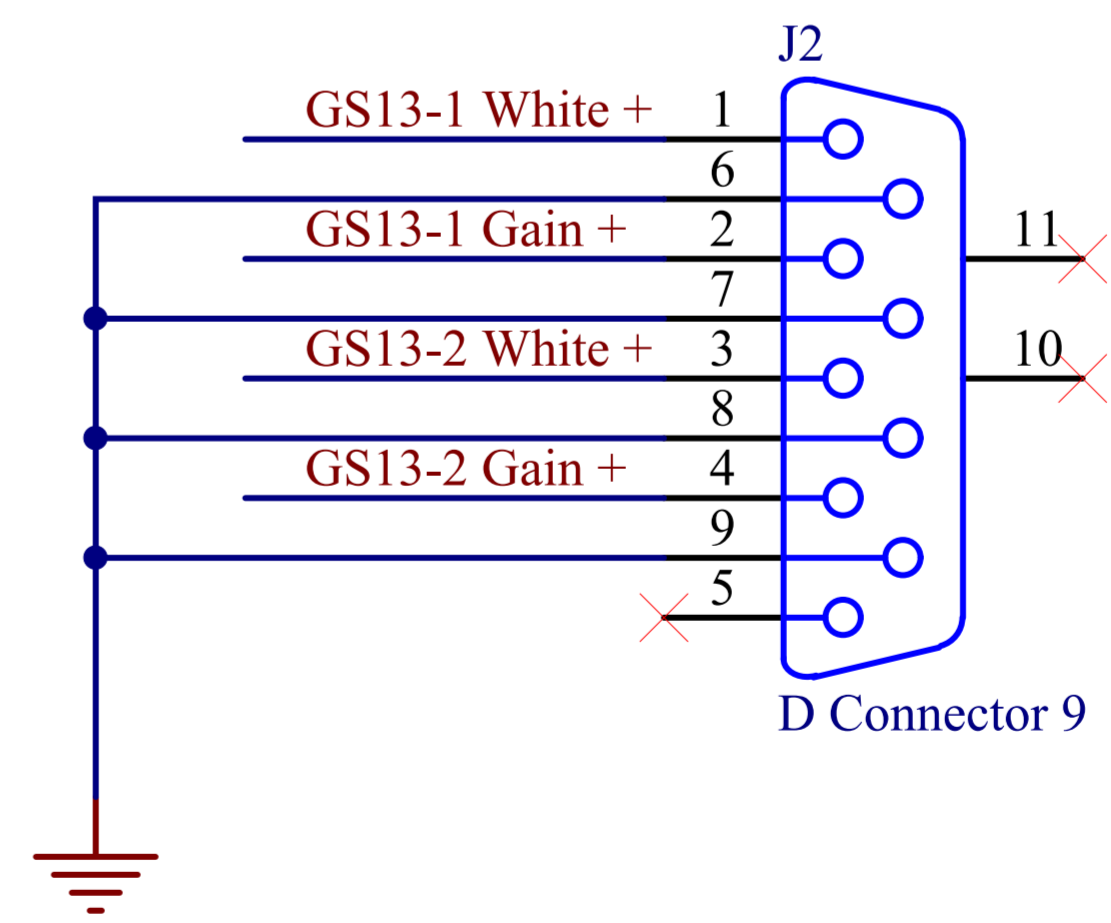 J2
GS13-1 White + 1
6
GS13-1 Gain + 2
11
7
GS13-2 White + 3
10
8
GS13-2 Gain + 4
9
5
D Connector 9